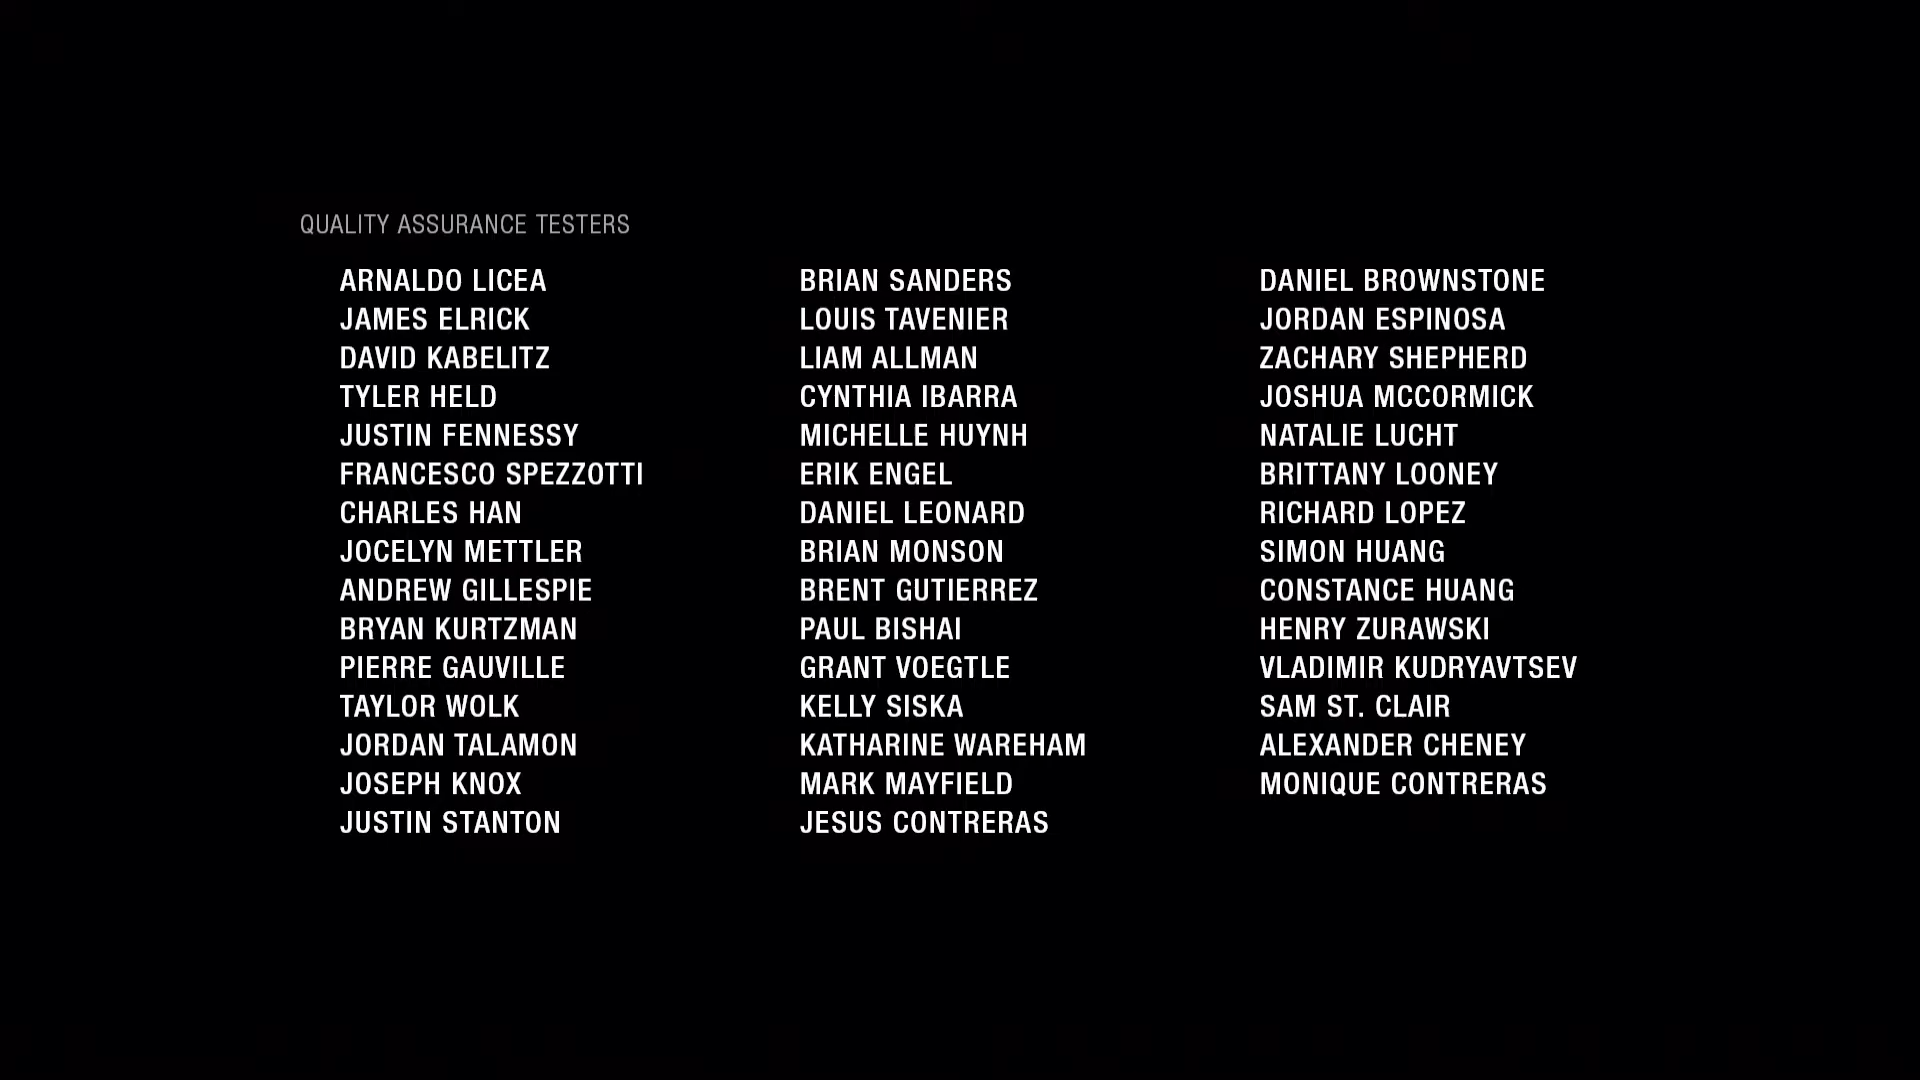 QUALITY ASSURANCE TESTERS
ARNALDO LICEA
JAMES ELRICK
DAVID KABELITZ
TYLER HELD
JUSTIN FENNESSY
FRANCESCO SPEZZOTTI
CHARLES HAN
JOCELYN METTLER
ANDREW GILLESPIE
BRYAN KURTZMAN
PIERRE GAUVILLE
TAYLOR WOLK
JORDAN TALAMON
JOSEPH KNOX
JUSTIN STANTON
BRIAN SANDERS
LOUIS TAVENIER
LIAM ALLMAN
CYNTHIA IBARRA
MICHELLE HUYNH
ERIK ENGEL
DANIEL LEONARD
BRIAN MONSON
BRENT GUTIERREZ
PAUL BISHAI
GRANT VOEGTLE
KELLY SISKA
KATHARINE WAREHAM
MARK MAYFIELD
JESUS CONTRERAS
DANIEL BROWNSTONE
JORDAN ESPINOSA
ZACHARY SHEPHERD
JOSHUA MCCORMICK
NATALIE LUCHT
BRITTANY LOONEY
RICHARD LOPEZ
SIMON HUANG
CONSTANCE HUANG
HENRY ZURAWSKI
VLADIMIR KUDRYAVTSEV
SAM ST. CLAIR
ALEXANDER CHENEY
MONIQUE CONTRERAS